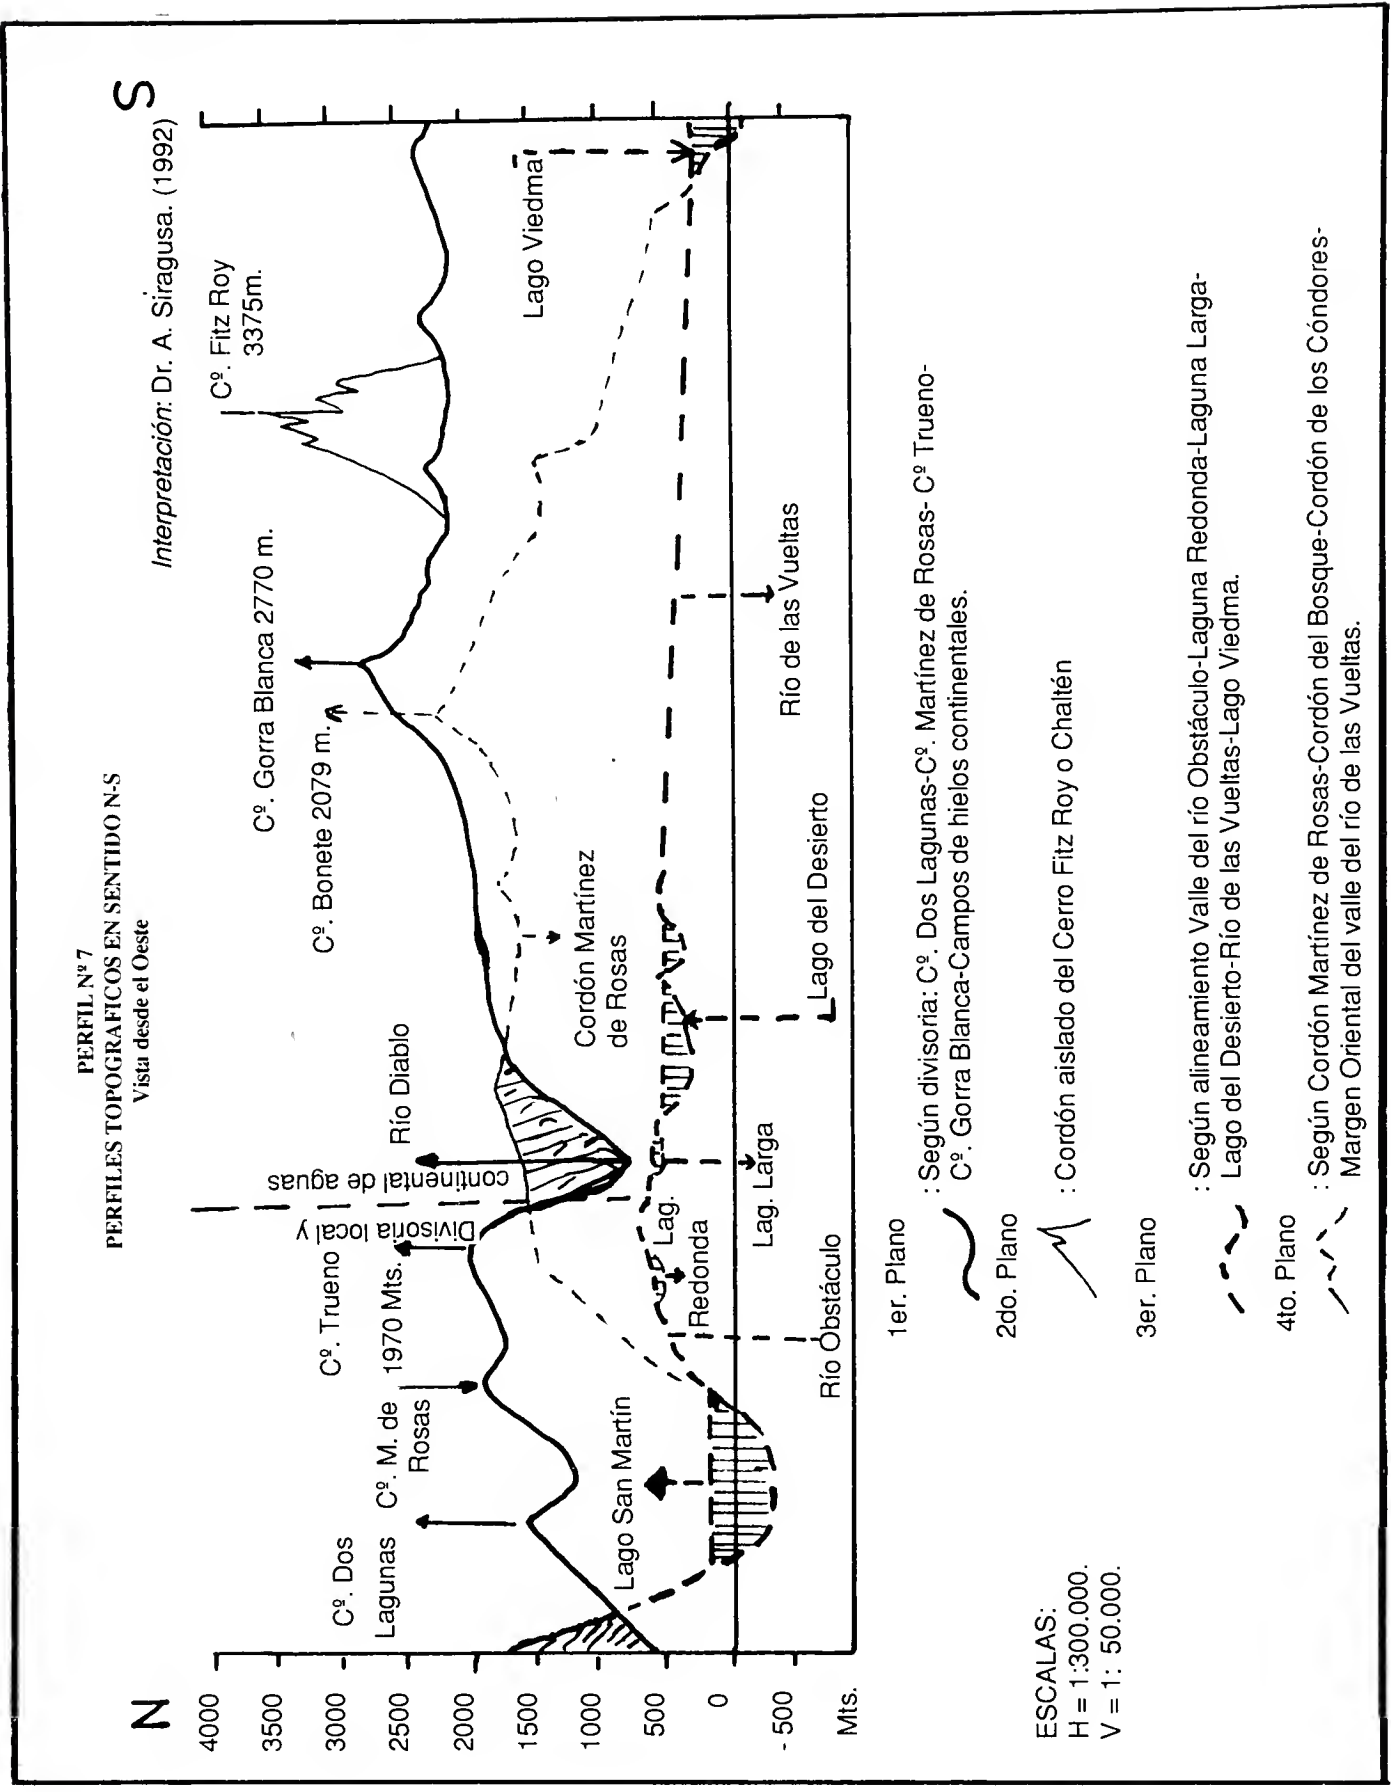 PERFIL Nº 7
PERFILES TOPOGRAFICOS EN SENTIDO N-S
Vista desde el Oeste
N
S
Interpretación: Dr. A. Siragusa. (1992)
4000
3500
3000
2500
2000
1500
1000
500
0
- 500
Mts.
Cº. Dos
Lagunas
Cº. M. de
Rosas
Cº. Trueno
1970 Mts.
Divisoria local y
continental de aguas
Río Diablo
Cº. Bonete 2079 m.
Cº. Gorra Blanca 2770 m.
Cº. Fitz Roy
3375m.
Lago Viedma
Cordón Martínez
de Rosas
Lago San Martín
Río Obstáculo
Lag.
Redonda
Lag. Larga
Lago del Desierto
Río de las Vueltas
1er. Plano
: Según divisoria: Cº. Dos Lagunas-Cº. Martínez de Rosas- Cº Trueno-
Cº. Gorra Blanca-Campos de hielos continentales.
2do. Plano
: Cordón aislado del Cerro Fitz Roy o Chaltén
3er. Plano
: Según alineamiento Valle del río Obstáculo-Laguna Redonda-Laguna Larga-
Lago del Desierto-Río de las Vueltas-Lago Viedma.
4to. Plano
: Según Cordón Martínez de Rosas-Cordón del Bosque-Cordón de los Cóndores-
Margen Oriental del valle del río de las Vueltas.
ESCALAS:
H = 1:300.000.
V = 1: 50.000.